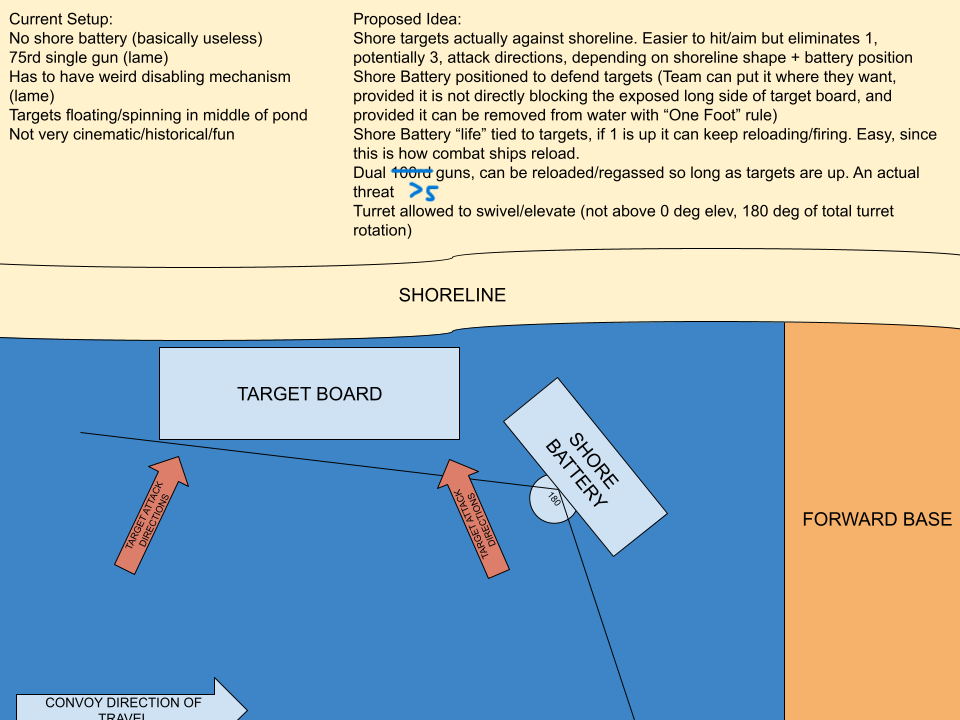 Current Setup:
No shore battery (basically useless)
75rd single gun (lame)
Has to have weird disabling mechanism
(lame)
Targets floating/spinning in middle of pond
Not very cinematic/historical/fun
Proposed Idea:
Shore targets actually against shoreline. Easier to hit/aim but eliminates 1,
potentially 3, attack directions, depending on shoreline shape + battery position
Shore Battery positioned to defend targets (Team can put it where they want,
provided it is not directly blocking the exposed long side of target board, and
provided it can be removed from water with “One Foot” rule)
Shore Battery “life” tied to targets, if 1 is up it can keep reloading/firing. Easy, since
this is how combat ships reload.
Dual 100rd guns, can be reloaded/regassed so long as targets are up. An actual
threat >5
Turret allowed to swivel/elevate (not above 0 deg elev, 180 deg of total turret
rotation)
SHORELINE
TARGET BOARD
SHORE
BATTERY
180
TARGET ATTACK
DIRECTIONS
TARGET ATTACK
DIRECTIONS
FORWARD BASE
CONVOY DIRECTION OF
TRAVEL